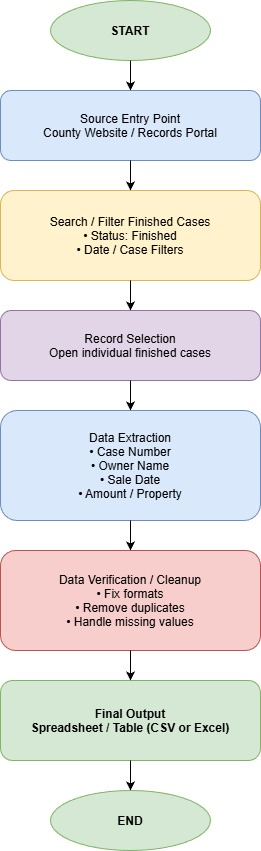 START
Source Entry Point
County Website / Records Portal
Search / Filter Finished Cases
• Status: Finished
• Date / Case Filters
Record Selection
Open individual finished cases
Data Extraction
• Case Number
• Owner Name
• Sale Date
• Amount / Property
Data Verification / Cleanup
• Fix formats
• Remove duplicates
• Handle missing values
Final Output
Spreadsheet / Table (CSV or Excel)
END